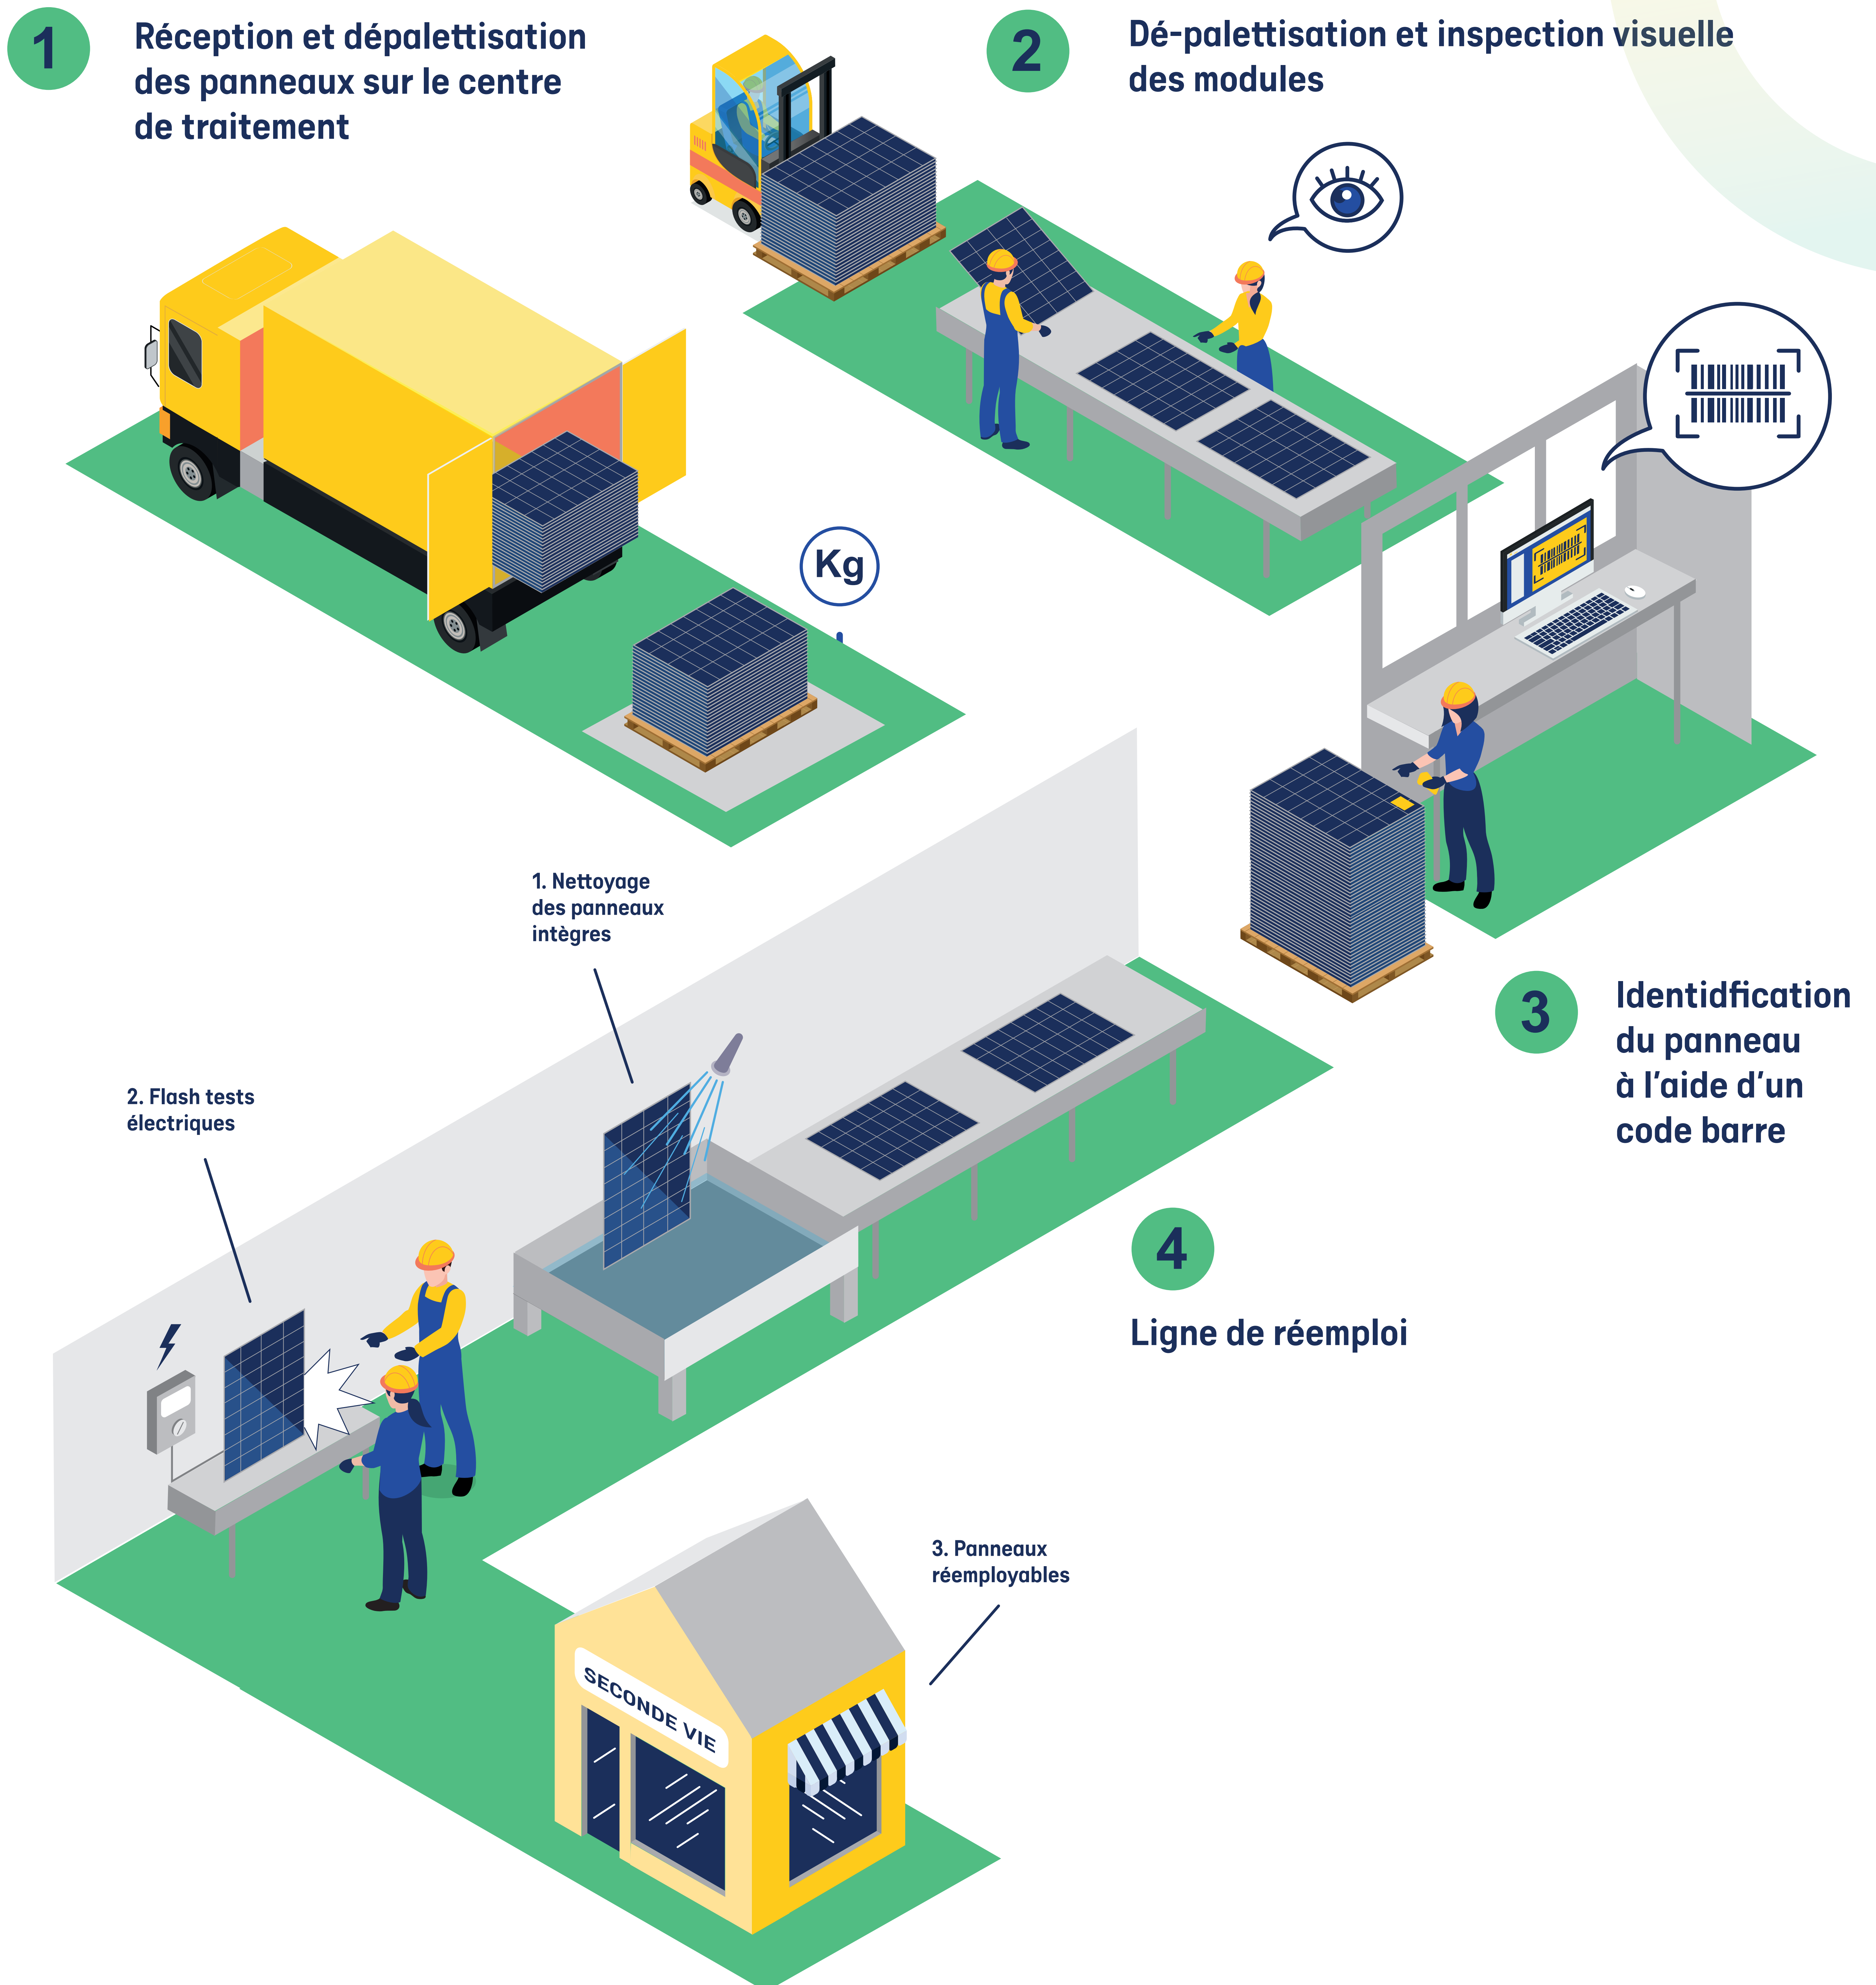 1
Réception et dépalettisation
des panneaux sur le centre
de traitement
2
Dé-palettisation et inspection visuelle
des modules
Kg
3
Identidfication
du panneau
à l’aide d’un
code barre
4
Ligne de réemploi
1. Nettoyage
des panneaux
intègres
2. Flash tests
électriques
3. Panneaux
réemployables
SECONDE VIE